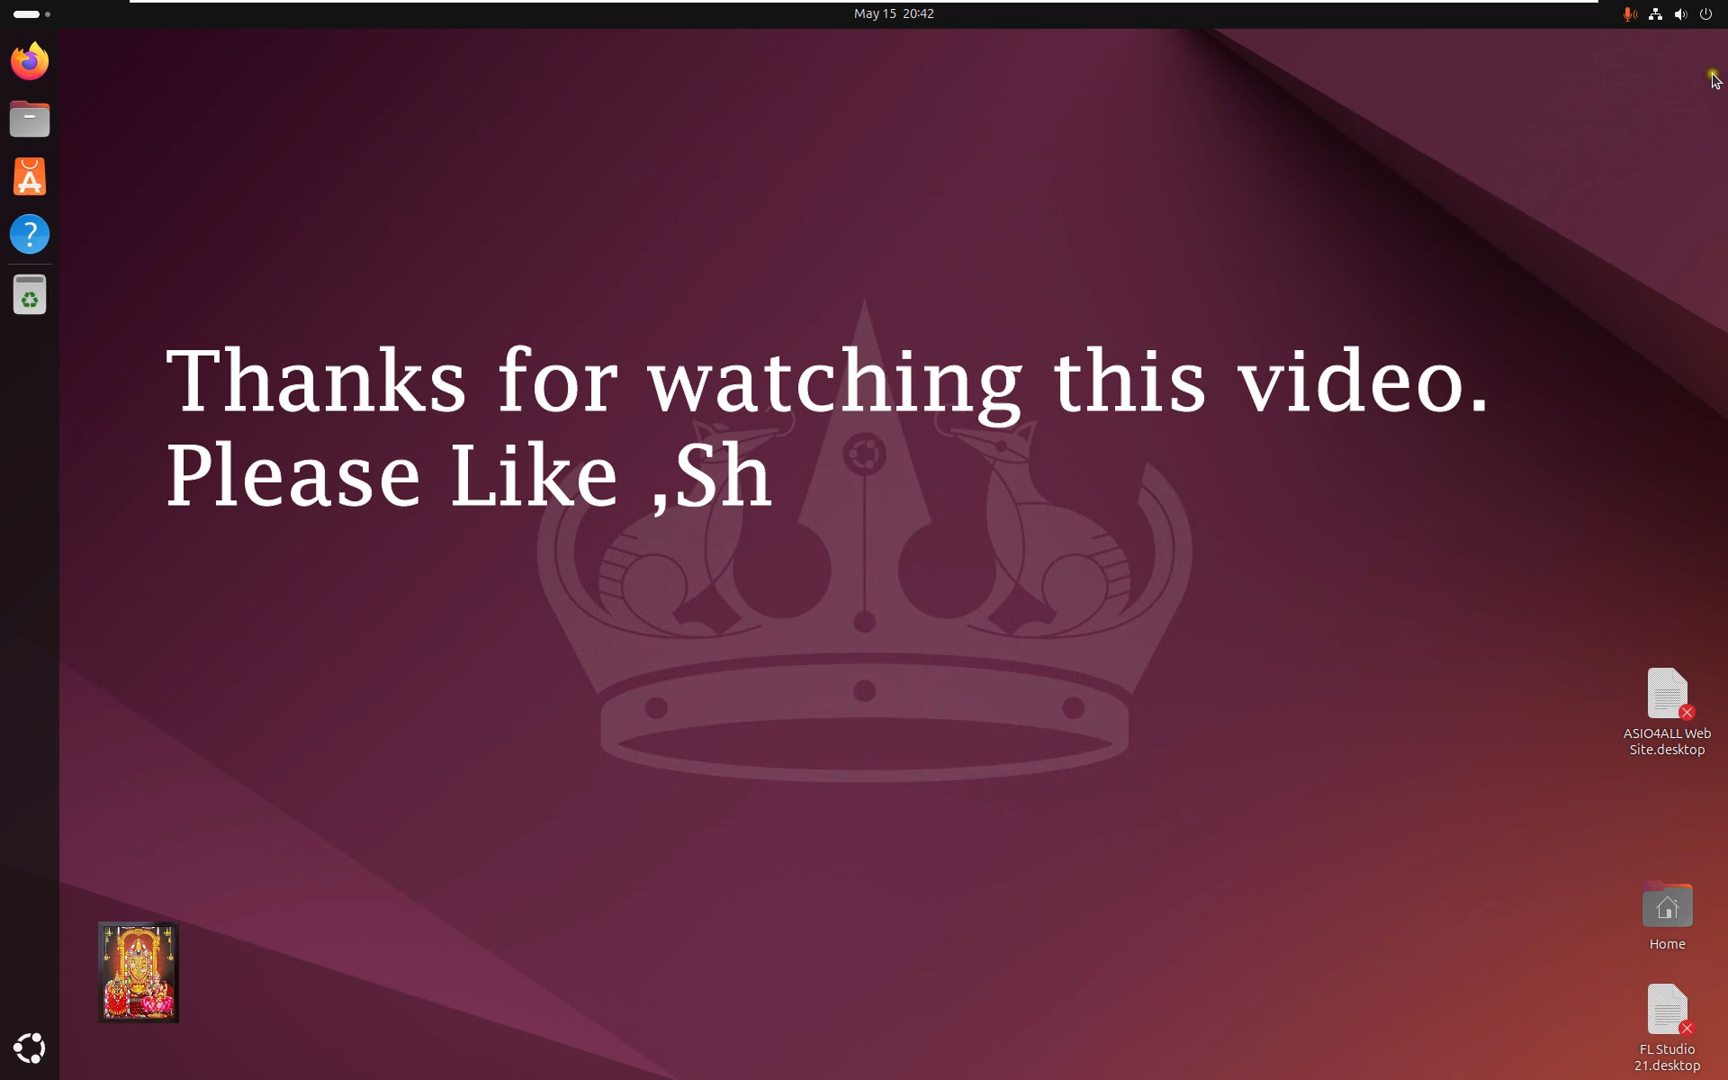 May 15 20:42
Thanks for watching this video.
Please Like ,Sh
ASIO4ALL Web
Site.desktop
Home
FL Studio
21.desktop